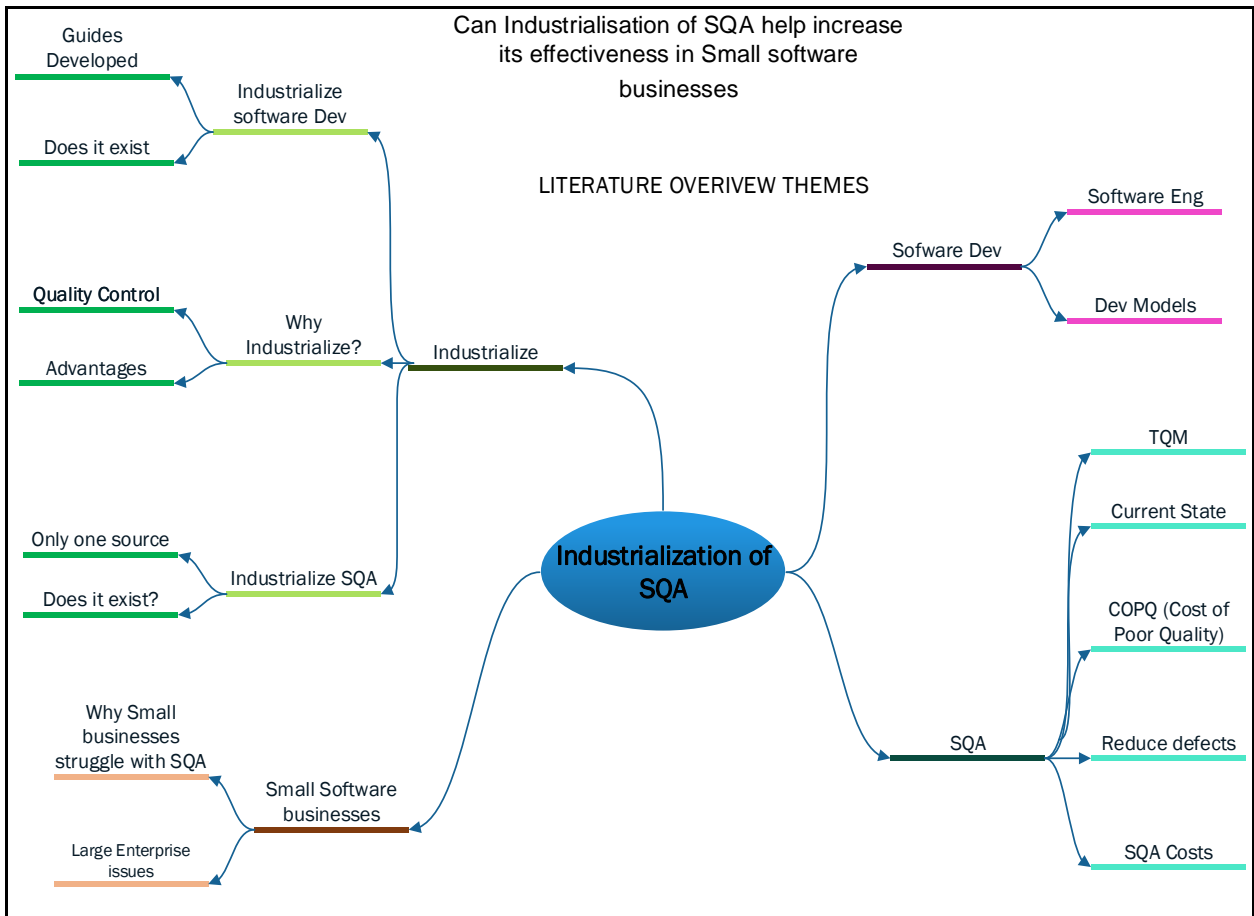 Can Industrialisation of SQA help increase
its effectiveness in Small software
businesses
LITERATURE OVERIVEW THEMES
Guides
Developed
Does it exist
Industrialize
software Dev
Quality Control
Advantages
Why
Industrialize?
Industrialize
Only one source
Does it exist?
Industrialize SQA
Why Small
businesses
struggle with SQA
Large Enterprise
issues
Small Software
businesses
Industrialization of
SQA
Sofware Dev
Software Eng
Dev Models
SQA
TQM
Current State
COPQ (Cost of
Poor Quality)
Reduce defects
SQA Costs